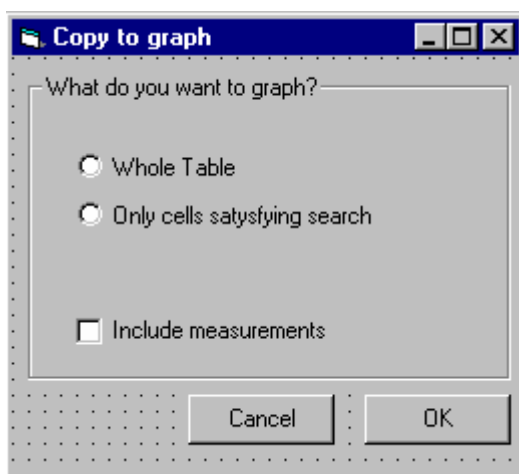 Copy to graph
What do you want to graph?
Whole Table
Only cells satysfying search
Include measurements
Cancel OK